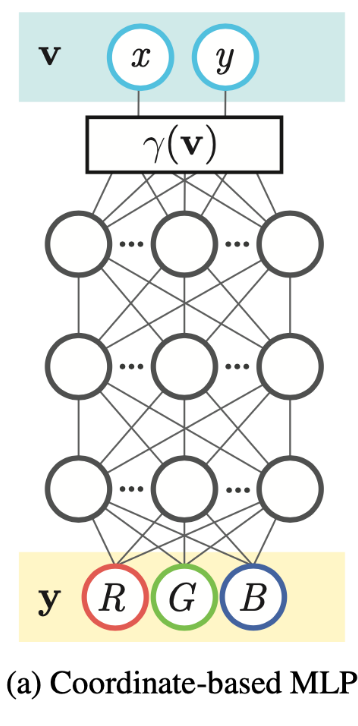 v x y
γ(v)
... ...
... ...
... ...
y R G B
(a) Coordinate-based MLP